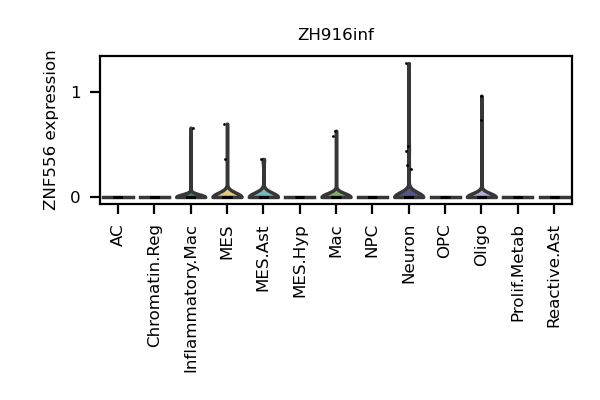 ZH916inf
ZNF556 expression
1
0
AC
Chromatin.Reg
Inflammatory.Mac
MES
MES.Ast
MES.Hyp
Mac
NPC
Neuron
OPC
Oligo
Prolif.Metab
Reactive.Ast